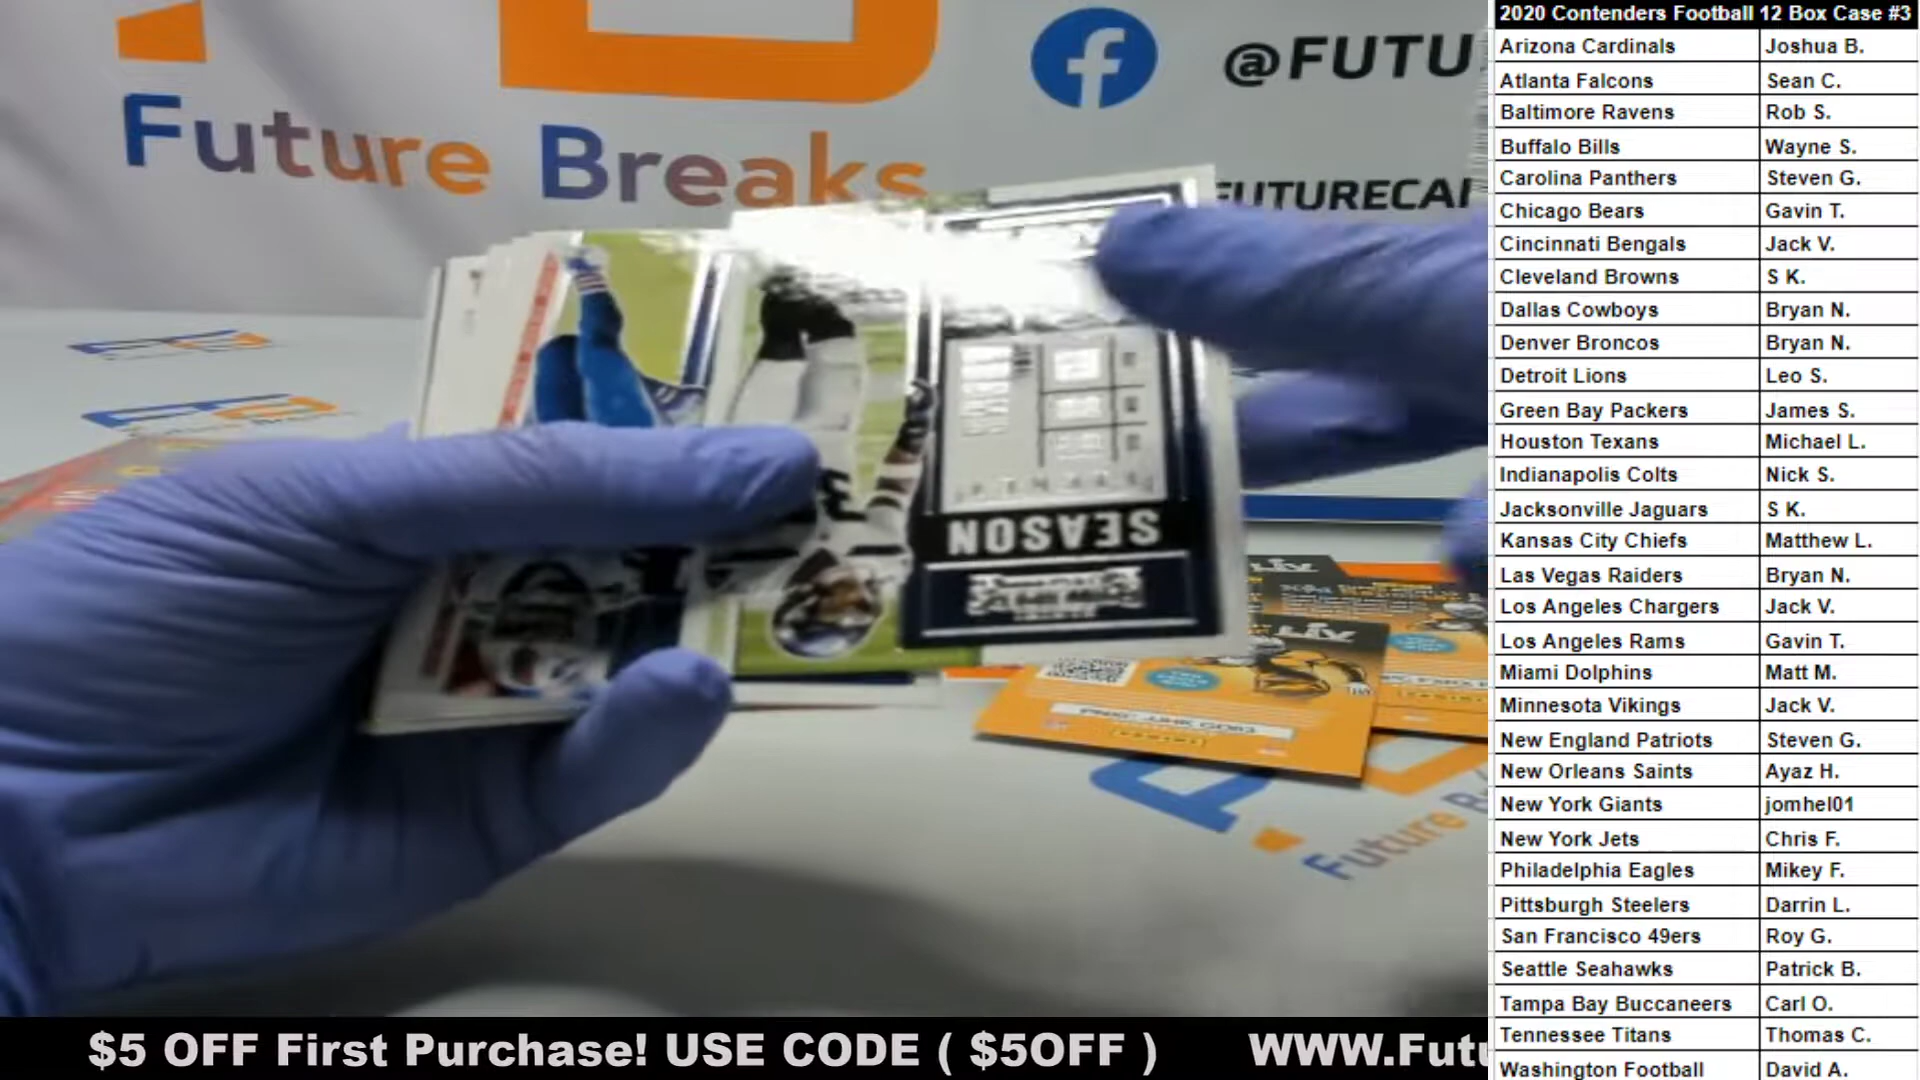 Future Breaks
@FUTU
FUTURECA
SEASON
LIV
LIV
Future B
$5 OFF First Purchase! USE CODE ( $5OFF ) WWW.Futu
2020 Contenders Football 12 Box Case #3
Arizona Cardinals Joshua B.
Atlanta Falcons Sean C.
Baltimore Ravens Rob S.
Buffalo Bills Wayne S.
Carolina Panthers Steven G.
Chicago Bears Gavin T.
Cincinnati Bengals Jack V.
Cleveland Browns S K.
Dallas Cowboys Bryan N.
Denver Broncos Bryan N.
Detroit Lions Leo S.
Green Bay Packers James S.
Houston Texans Michael L.
Indianapolis Colts Nick S.
Jacksonville Jaguars S K.
Kansas City Chiefs Matthew L.
Las Vegas Raiders Bryan N.
Los Angeles Chargers Jack V.
Los Angeles Rams Gavin T.
Miami Dolphins Matt M.
Minnesota Vikings Jack V.
New England Patriots Steven G.
New Orleans Saints Ayaz H.
New York Giants jomhel01
New York Jets Chris F.
Philadelphia Eagles Mikey F.
Pittsburgh Steelers Darrin L.
San Francisco 49ers Roy G.
Seattle Seahawks Patrick B.
Tampa Bay Buccaneers Carl O.
Tennessee Titans Thomas C.
Washington Football David A.